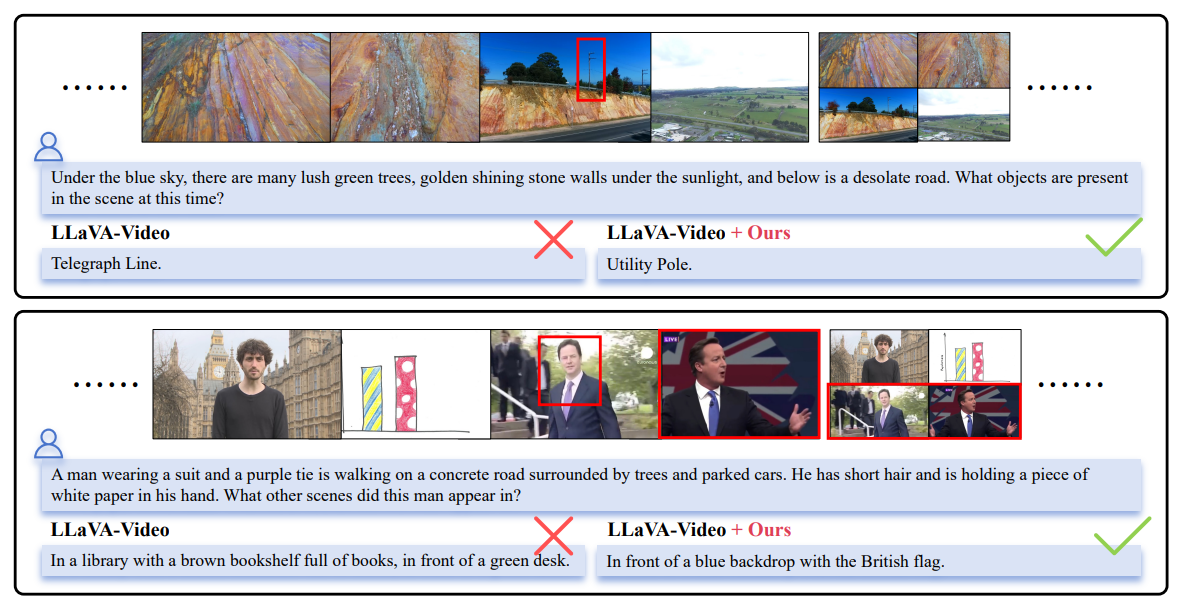 Under the blue sky, there are many lush green trees, golden shining stone walls under the sunlight, and below is a desolate road. What objects are present
in the scene at this time?
LLaVA-Video
LLaVA-Video + Ours
Telegraph Line.
Utility Pole.
LIVE
A man wearing a suit and a purple tie is walking on a concrete road surrounded by trees and parked cars. He has short hair and is holding a piece of
white paper in his hand. What other scenes did this man appear in?
LLaVA-Video
LLaVA-Video + Ours
In a library with a brown bookshelf full of books, in front of a green desk.
In front of a blue backdrop with the British flag.